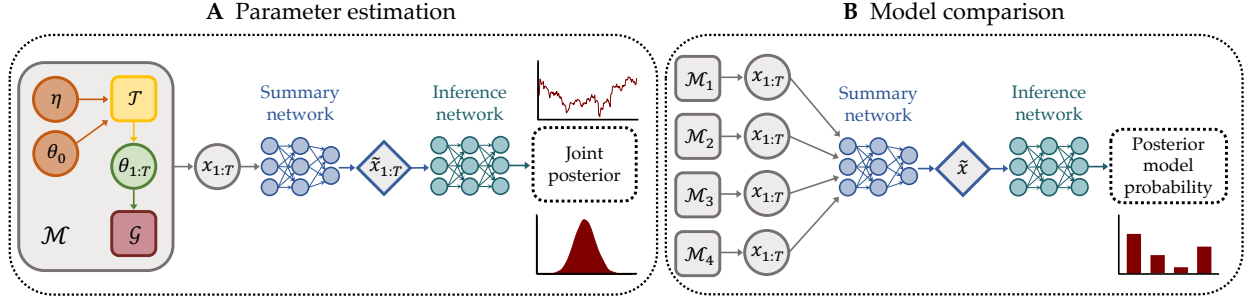 A Parameter estimation
η
𝒯
θ₀
θ₁:T
ℳ
𝒢
x₁:T
Summary
network
x̃₁:T
Inference
network
Joint
posterior
B Model comparison
ℳ₁
x₁:T
ℳ₂
x₁:T
ℳ₃
x₁:T
ℳ₄
x₁:T
Summary
network
x̃
Inference
network
Posterior
model
probability